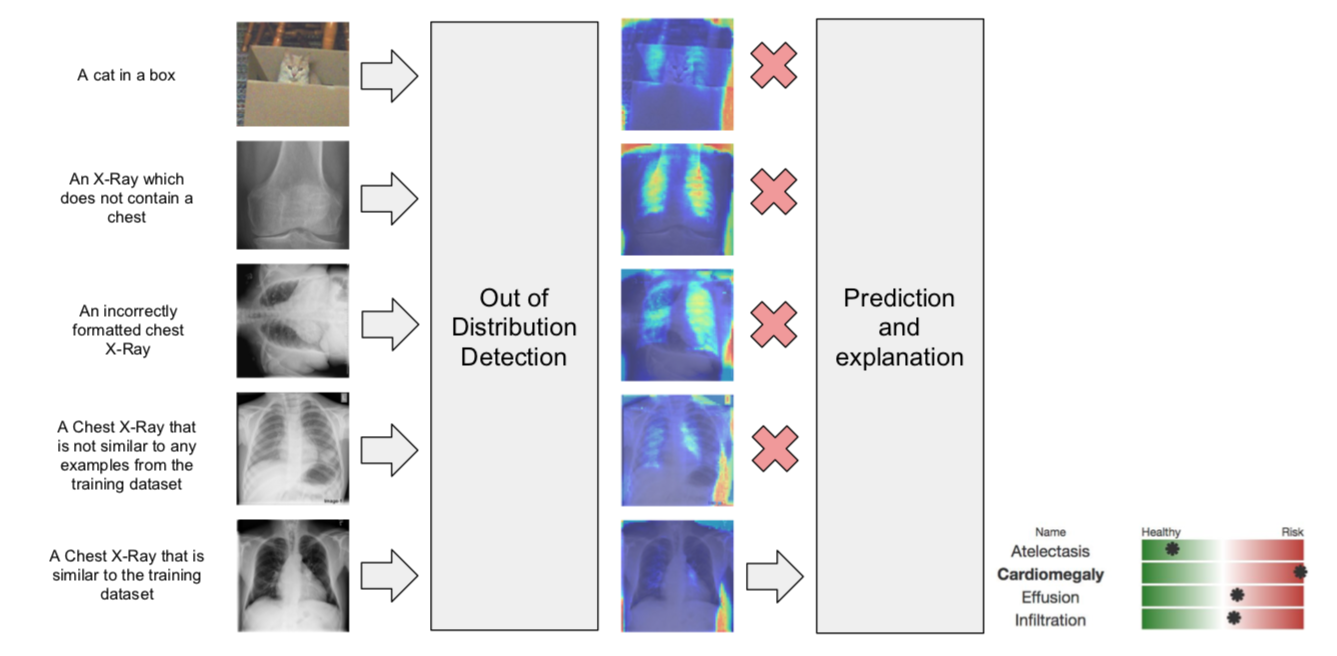 A cat in a box
An X-Ray which
does not contain a
chest
An incorrectly
formatted chest
X-Ray
A Chest X-Ray that
is not similar to any
examples from the
training dataset
A Chest X-Ray that is
similar to the training
dataset
Out of
Distribution
Detection
Prediction
and
explanation
Name
Healthy
Risk
Atelectasis
Cardiomegaly
Effusion
Infiltration